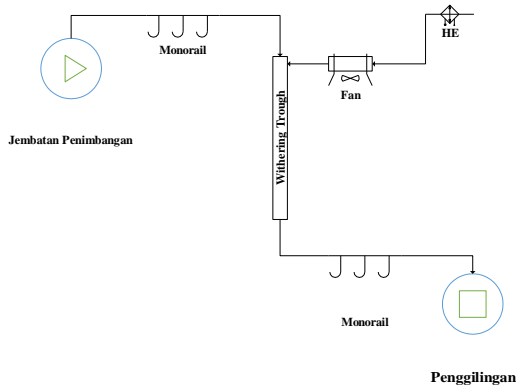 HE
Monorail
Fan
Jembatan Penimbangan
Withering Trough
Monorail
Penggilingan